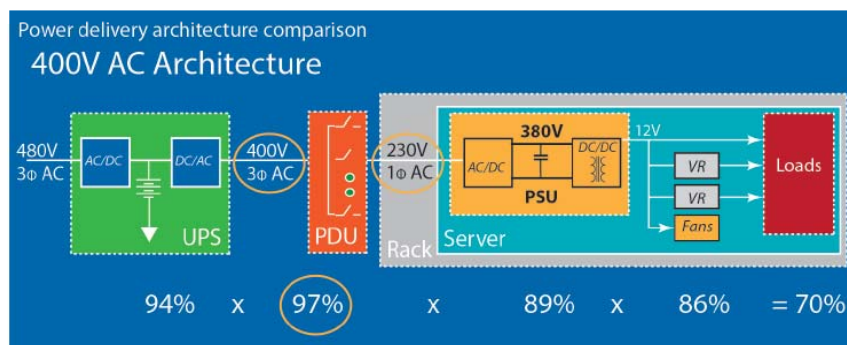 Power delivery architecture comparison
400V AC Architecture
480V
3Φ AC
AC/DC
DC/AC
UPS
400V
3Φ AC
PDU
230V
1Φ AC
Rack
Server
AC/DC
380V
DC/DC
PSU
12V
VR
VR
Fans
Loads
94% x 97% x 89% x 86% = 70%